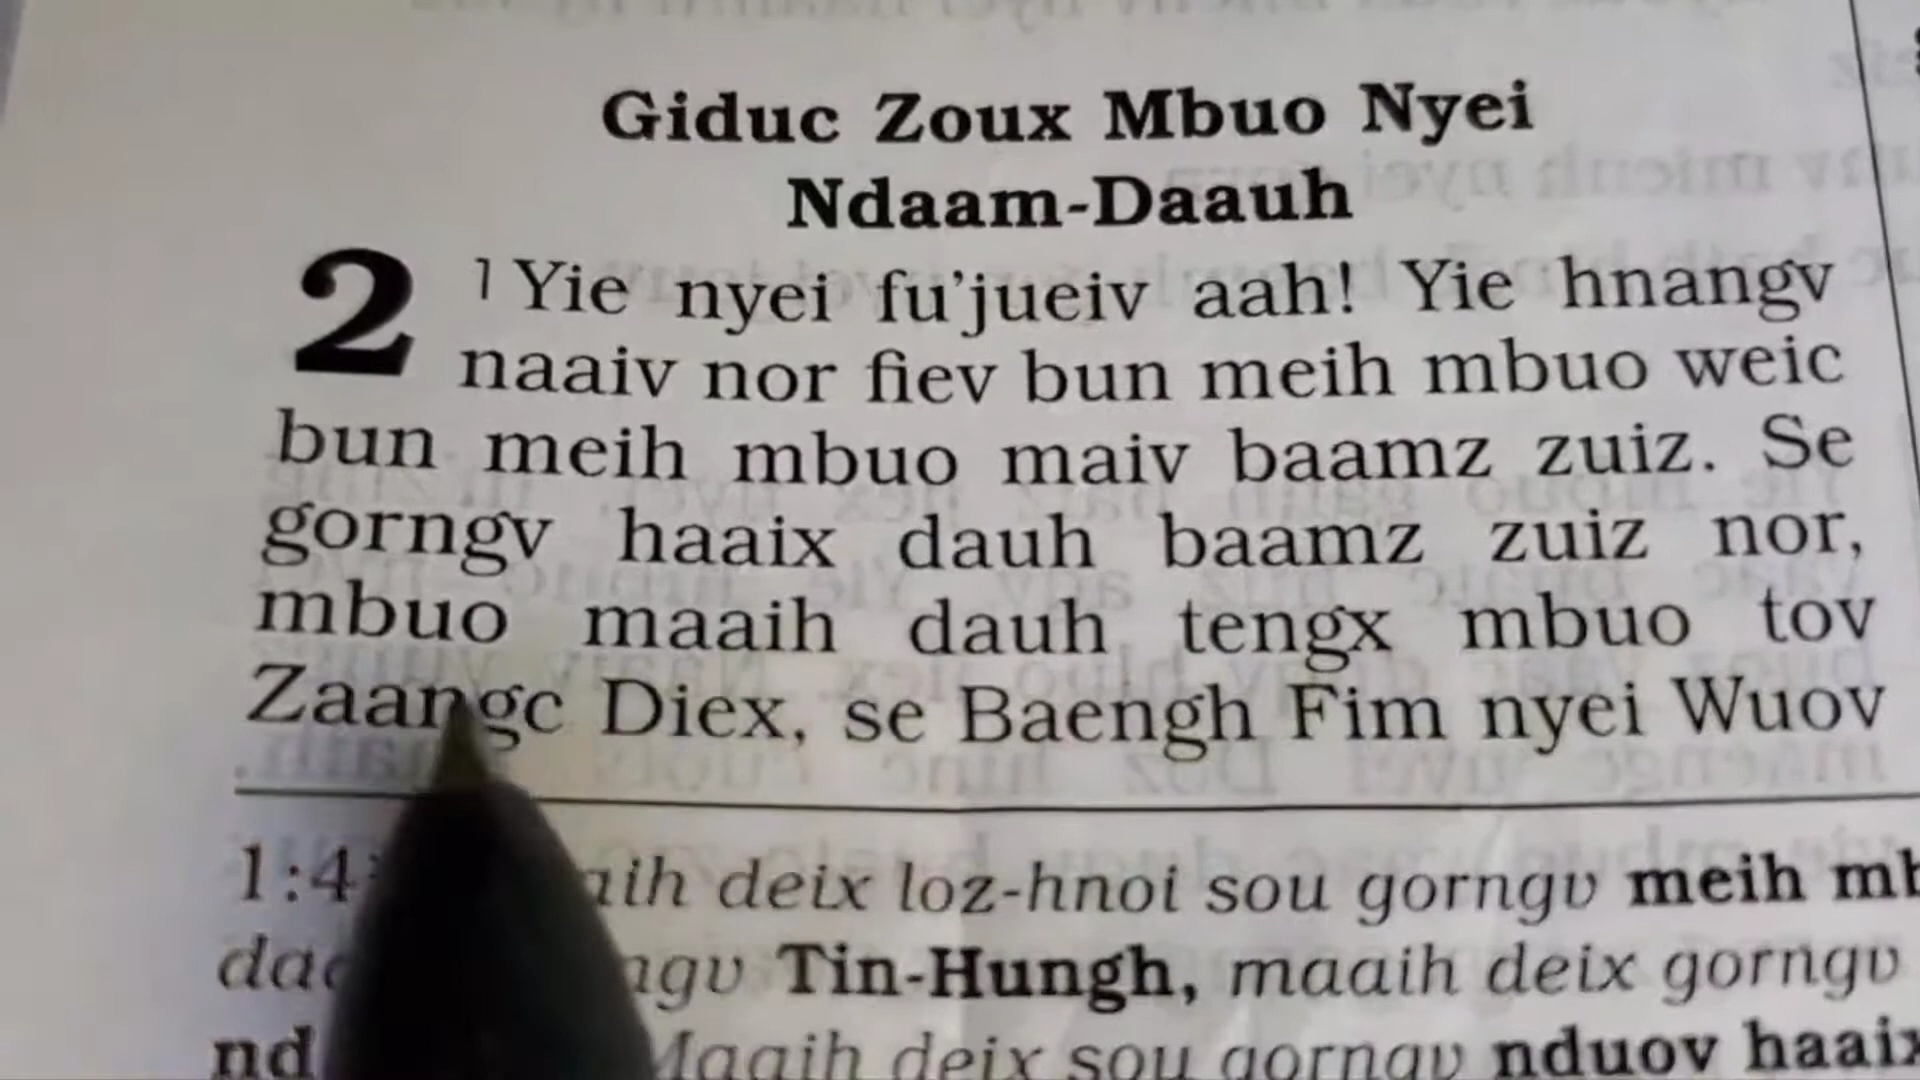 Giduc Zoux Mbuo Nyei
Ndaam-Daauh
2 1 Yie nyei fu’jueiv aah! Yie hnangv
naaiv nor fiev bun meih mbuo weic
bun meih mbuo maiv baamz zuiz. Se
gorngv haaix dauh baamz zuiz nor,
mbuo maaih dauh tengx mbuo tov
Zaangc Diex, se Baengh Fim nyei Wuov
1:4 deix loz-hnoi sou gorngv meih
Tin-Hungh, maaih deix gorngv
deix sou gorngv nduov haaix